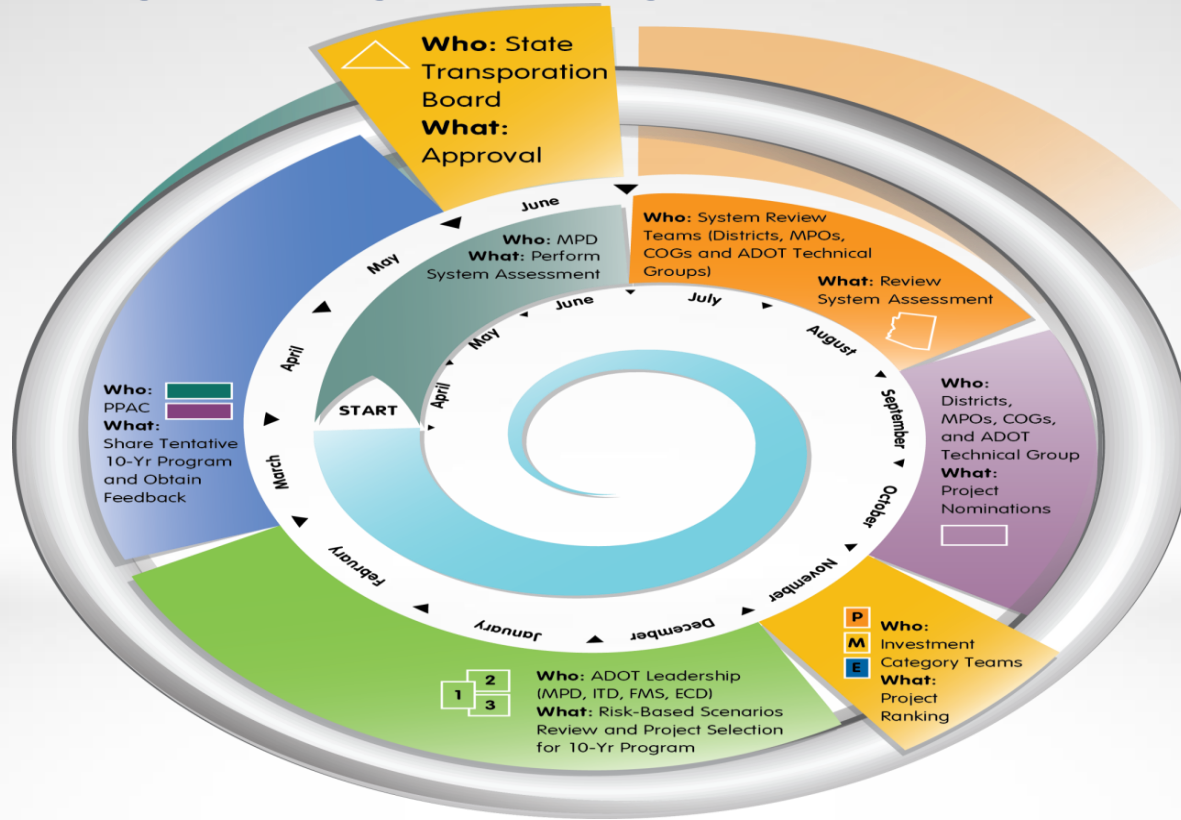 Who: State
Transporation
Board
What:
Approval
Who: MPD
What: Perform
System Assessment
Who: System Review
Teams (Districts, MPOs,
COGs and ADOT Technical
Groups)
What: Review
System Assessment
Who:
Districts,
MPOs, COGs,
and ADOT
Technical Group
What:
Project
Nominations
P
M
E
Who:
Investment
Category Teams
What:
Project
Ranking
1
2
3
Who: ADOT Leadership
(MPD, ITD, FMS, ECD)
What: Risk-Based Scenarios
Review and Project Selection
for 10-Yr Program
Who:
PPAC
What:
Share Tentative
10-Yr Program
and Obtain
Feedback
START
April
May
June
July
August
September
October
November
December
January
February
March
April
May
June